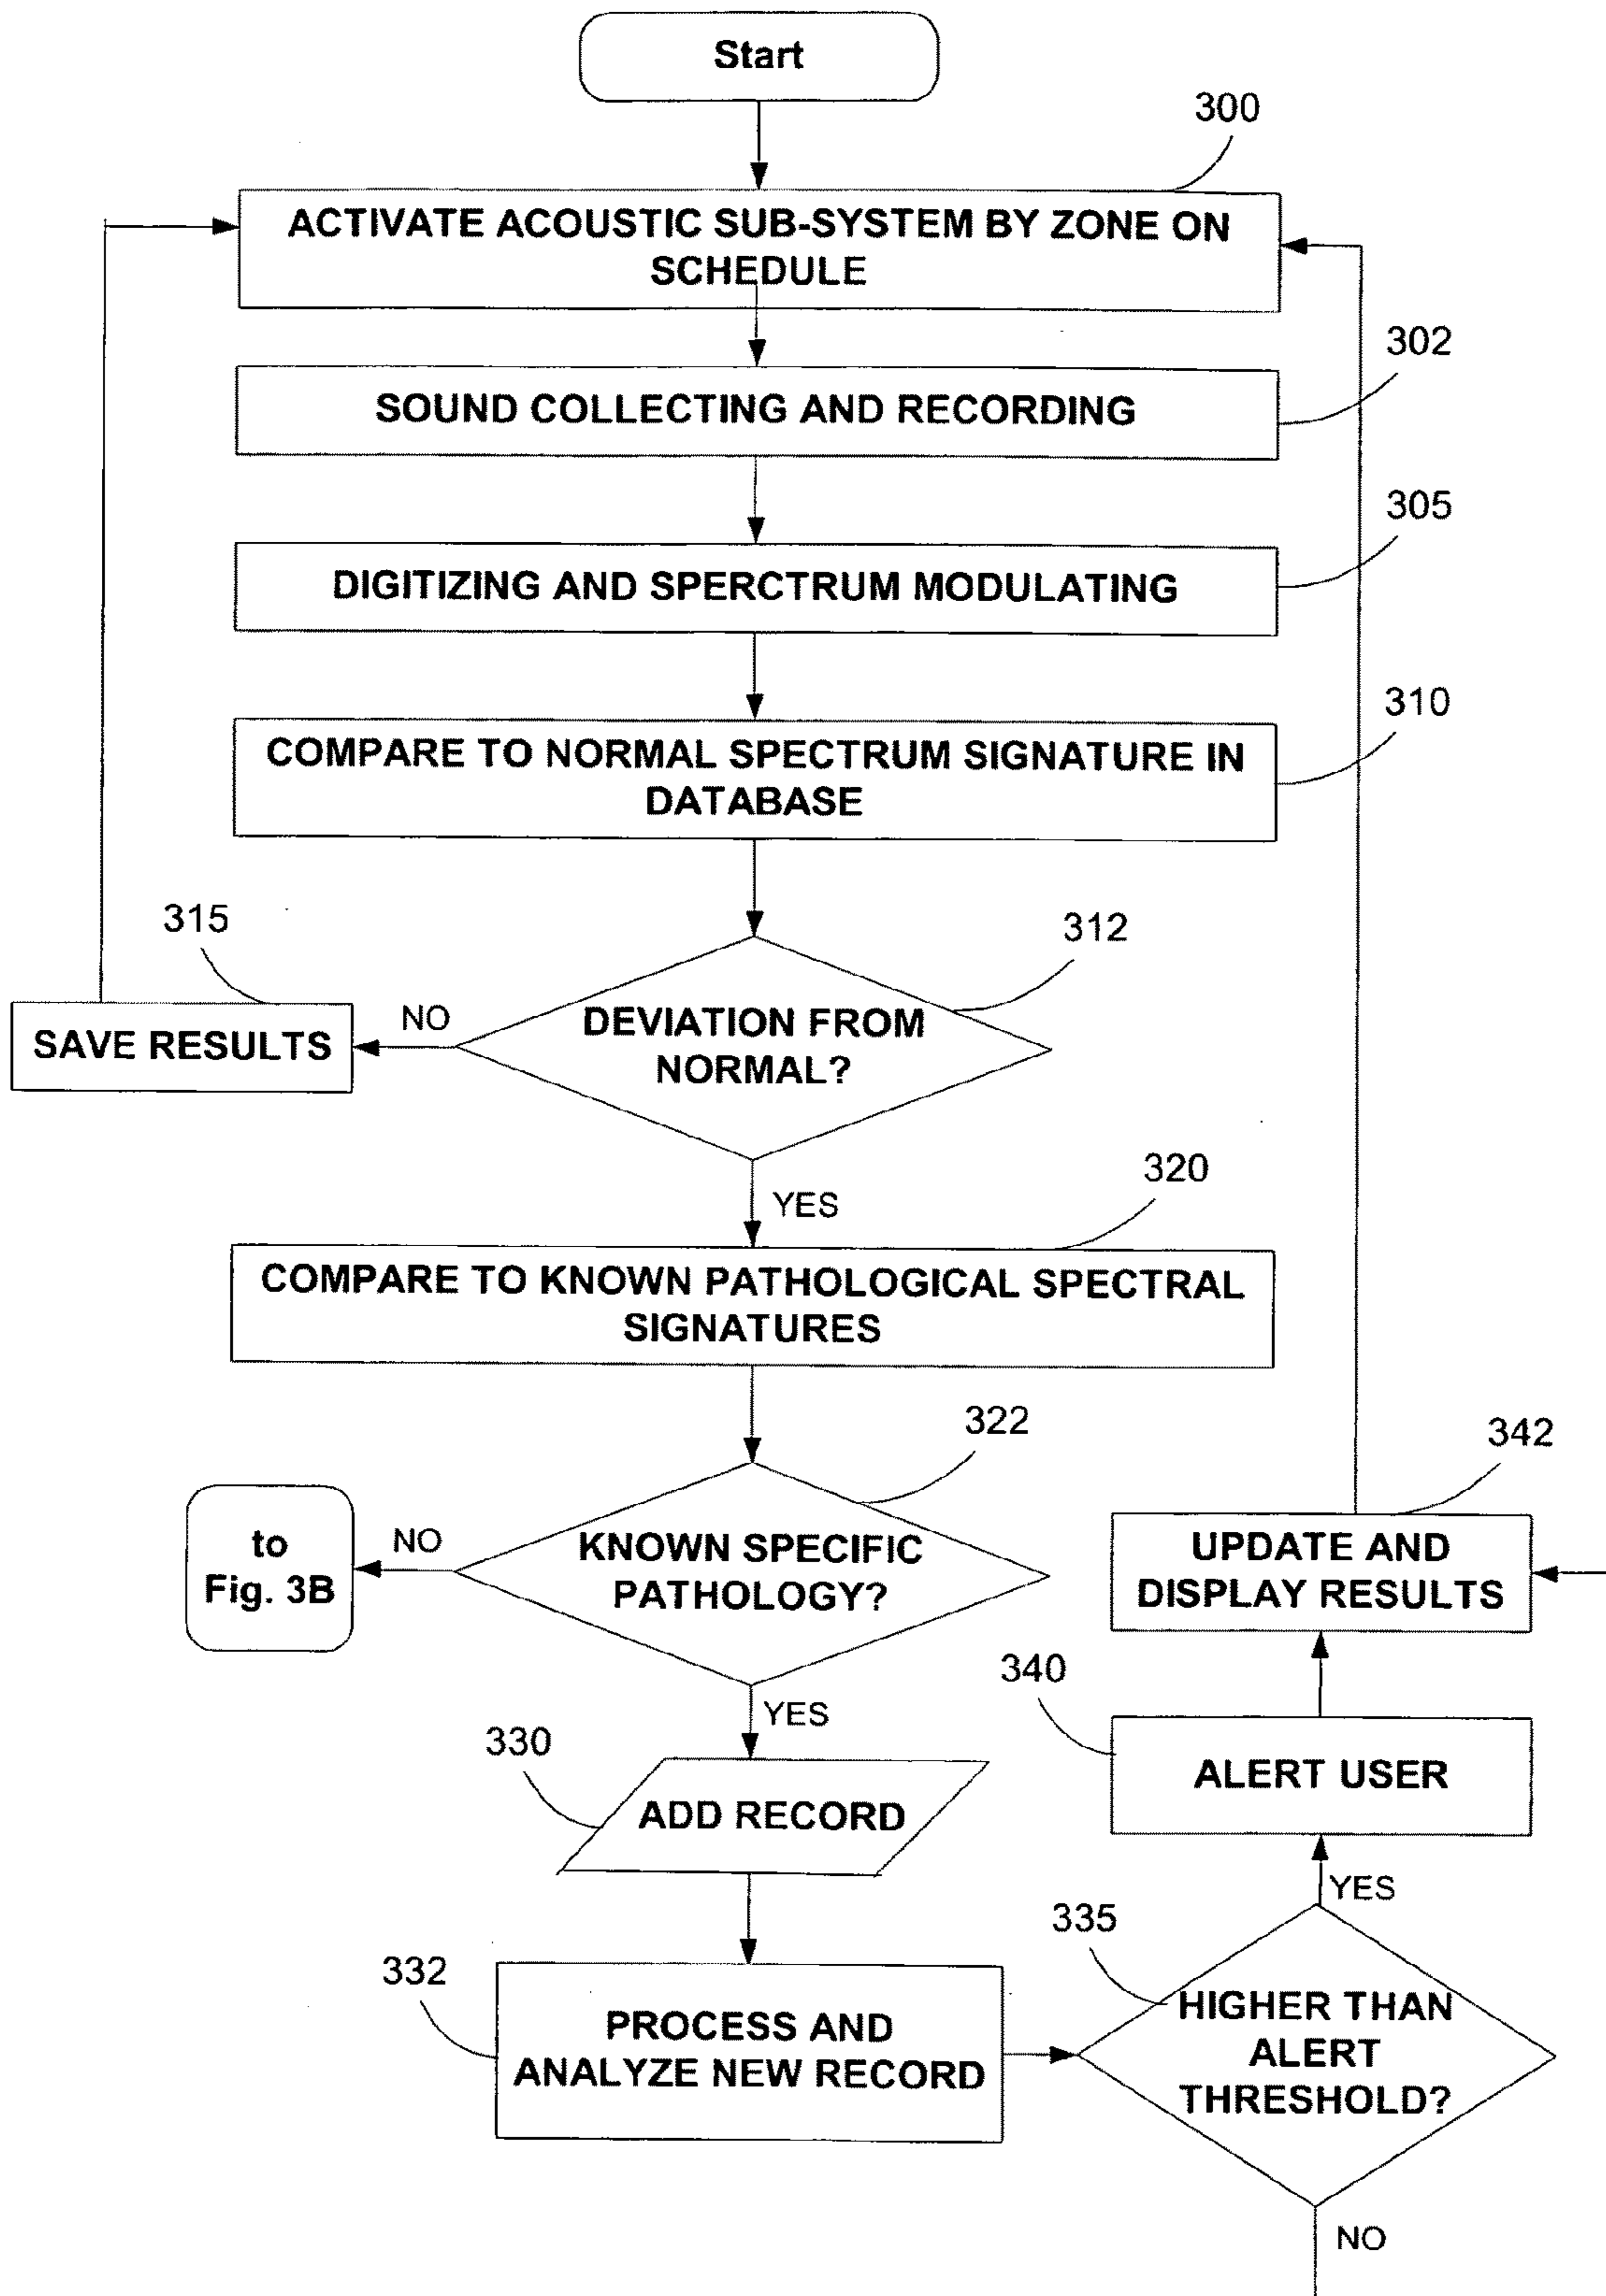 Start
300
ACTIVATE ACOUSTIC SUB-SYSTEM BY ZONE ON
SCHEDULE
302
SOUND COLLECTING AND RECORDING
305
DIGITIZING AND SPERCTRUM MODULATING
310
COMPARE TO NORMAL SPECTRUM SIGNATURE IN
DATABASE
315
312
SAVE RESULTS
NO
DEVIATION FROM
NORMAL?
YES
320
COMPARE TO KNOWN PATHOLOGICAL SPECTRAL
SIGNATURES
322
342
to
Fig. 3B
NO
KNOWN SPECIFIC
PATHOLOGY?
UPDATE AND
DISPLAY RESULTS
YES
340
330
ADD RECORD
ALERT USER
YES
335
332
PROCESS AND
ANALYZE NEW RECORD
HIGHER THAN
ALERT
THRESHOLD?
NO